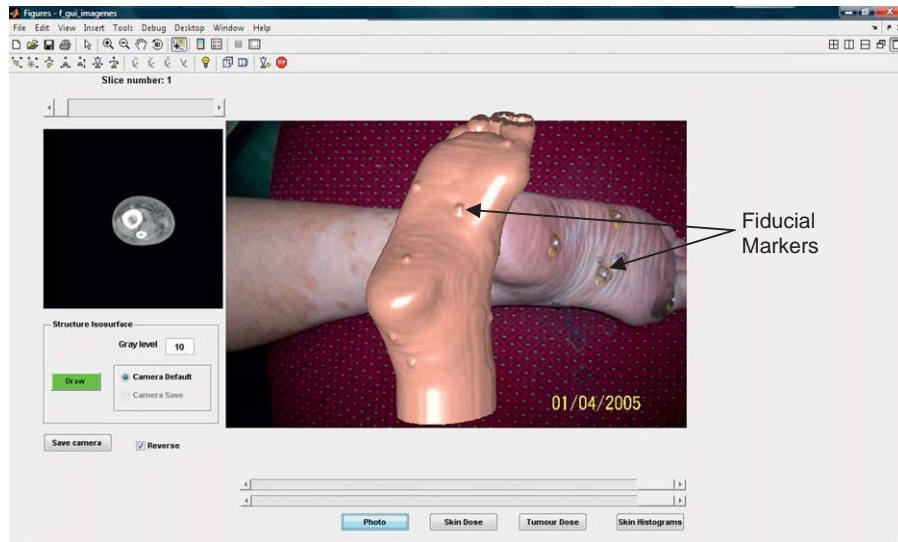 Figures - f_gui_imagenes
File Edit View Insert Tools Debug Desktop Window Help
Slice number: 1
Fiducial
Markers
Structure Isosurface
Gray level 10
Draw
Camera Default
Camera Save
01/04/2005
Save camera
Reverse
Photo
Skin Dose
Tumour Dose
Skin Histograms